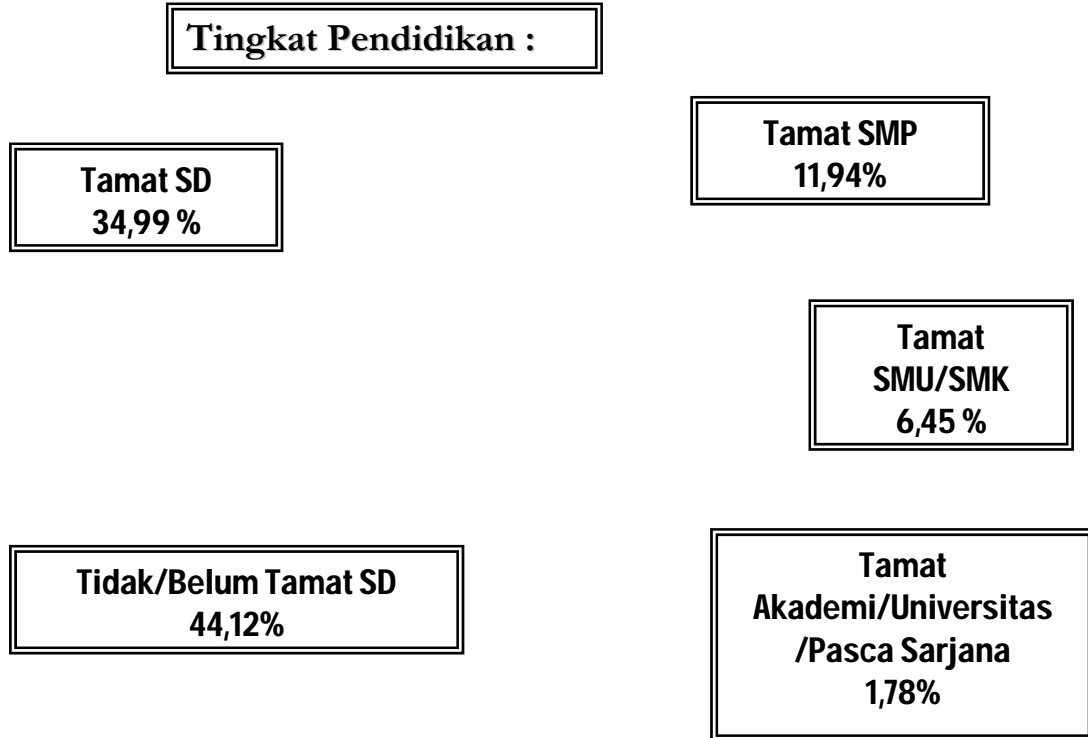 Tingkat Pendidikan :
Tamat SMP
11,94%
Tamat SD
34,99 %
Tamat
SMU/SMK
6,45 %
Tidak/Belum Tamat SD
44,12%
Tamat
Akademi/Universitas
/Pasca Sarjana
1,78%